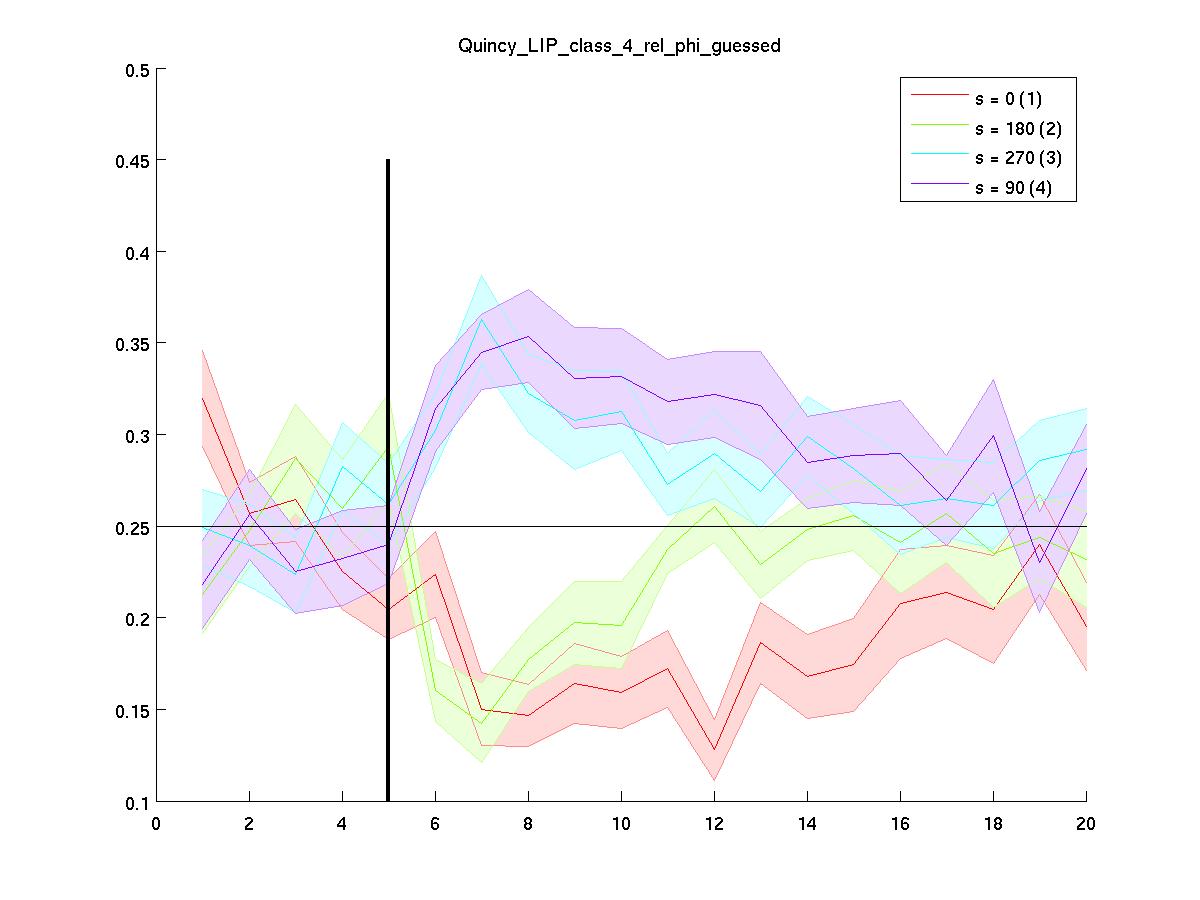 Quincy_LIP_class_4_rel_phi_guessed
0.5
0.45
0.4
0.35
0.3
0.25
0.2
0.15
0.1
s = 0 (1)
s = 180 (2)
s = 270 (3)
s = 90 (4)
0 2 4 6 8 10 12 14 16 18 20